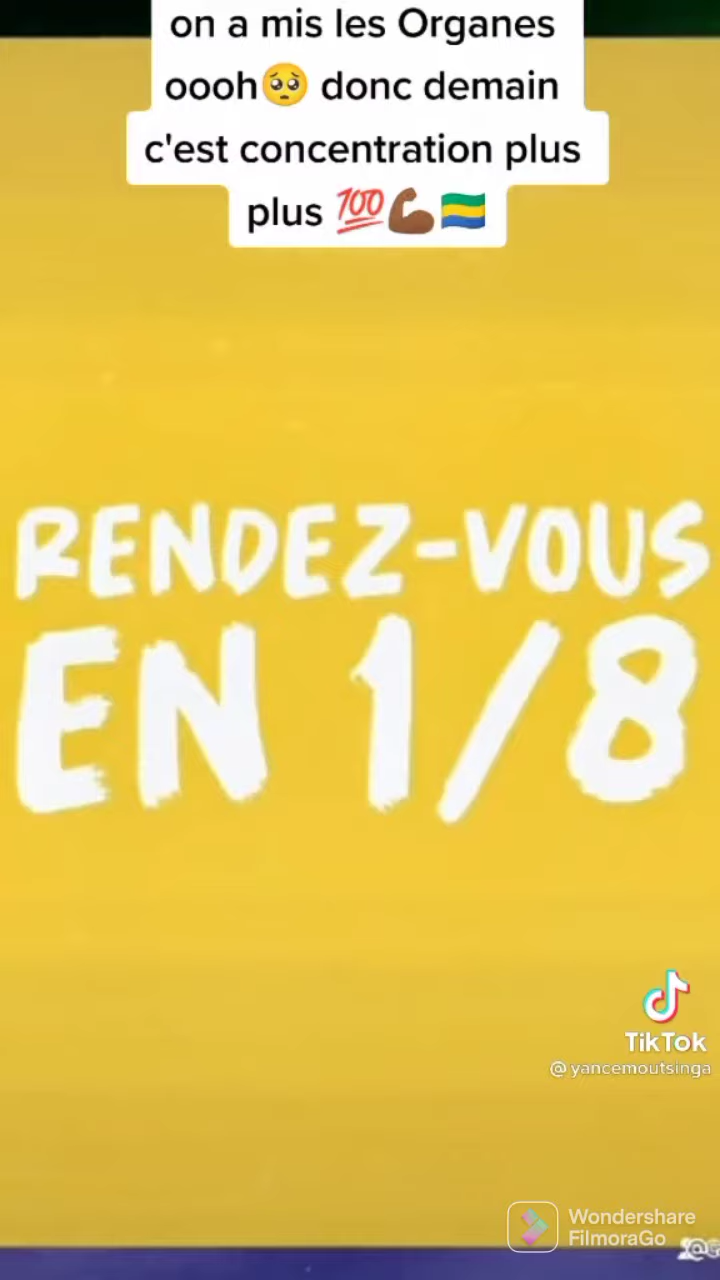 on a mis les Organes
oooh🥺 donc demain
c'est concentration plus
plus 💯💪🏾🇬🇦
RENDEZ-VOUS
EN 1/8
TikTok
@yancemoutsinga
Wondershare
FilmoraGo